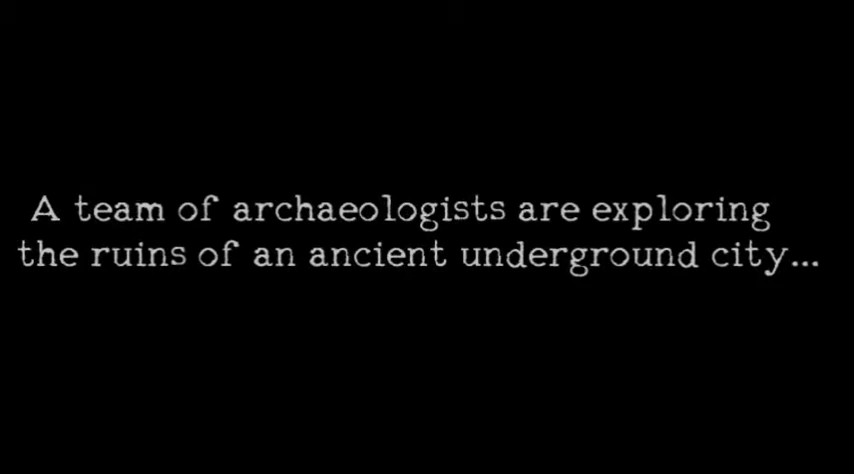 A team of archaeologists are exploring
the ruins of an ancient underground city...